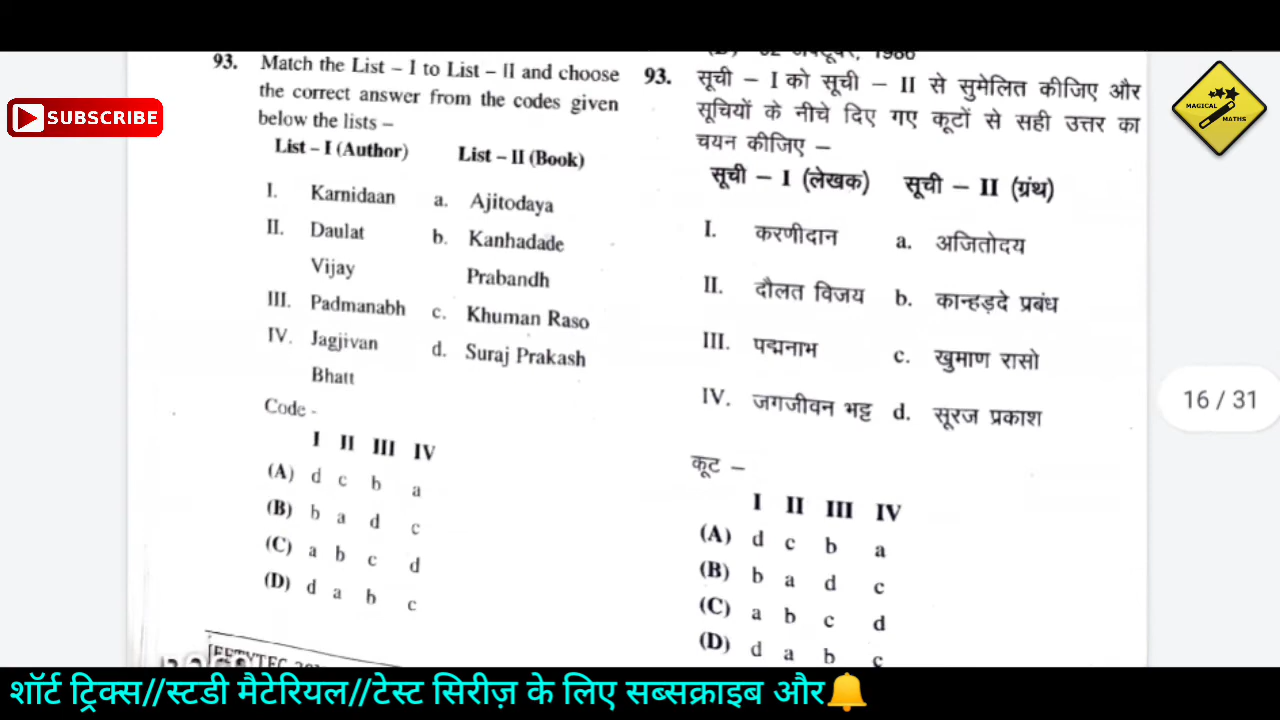 93. Match the List – I to List – II and choose
the correct answer from the codes given
below the lists –
List – I (Author) List – II (Book)
I. Karnidaan a. Ajitodaya
II. Daulat b. Kanhadade
Vijay Prabandh
III. Padmanabh c. Khuman Raso
IV. Jagjivan d. Suraj Prakash
Bhatt
Code -
I II III IV
(A) d c b a
(B) b a d c
(C) a b c d
(D) d a b c
93. सूची – I को सूची – II से सुमेलित कीजिए और
सूचियों के नीचे दिए गए कूटों से सही उत्तर का
चयन कीजिए –
सूची – I (लेखक) सूची – II (ग्रंथ)
I. करणीदान a. अजितोदय
II. दौलत विजय b. कान्हड़दे प्रबंध
III. पद्मनाभ c. खुमाण रासो
IV. जगजीवन भट्ट d. सूरज प्रकाश
कूट –
I II III IV
(A) d c b a
(B) b a d c
(C) a b c d
(D) d a b c
SUBSCRIBE
MAGICAL
MATHS
16 / 31
शॉर्ट ट्रिक्स//स्टडी मैटेरियल//टेस्ट सिरीज़ के लिए सब्सक्राइब और🔔